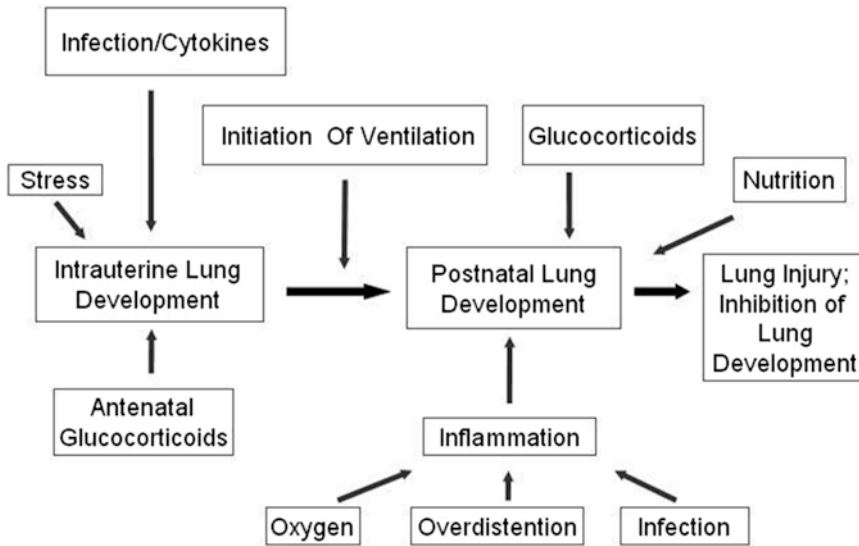 Infection/Cytokines
Initiation Of Ventilation
Glucocorticoids
Stress
Nutrition
Intrauterine Lung
Development
Postnatal Lung
Development
Lung Injury;
Inhibition of
Lung
Development
Antenatal
Glucocorticoids
Inflammation
Oxygen
Overdistention
Infection